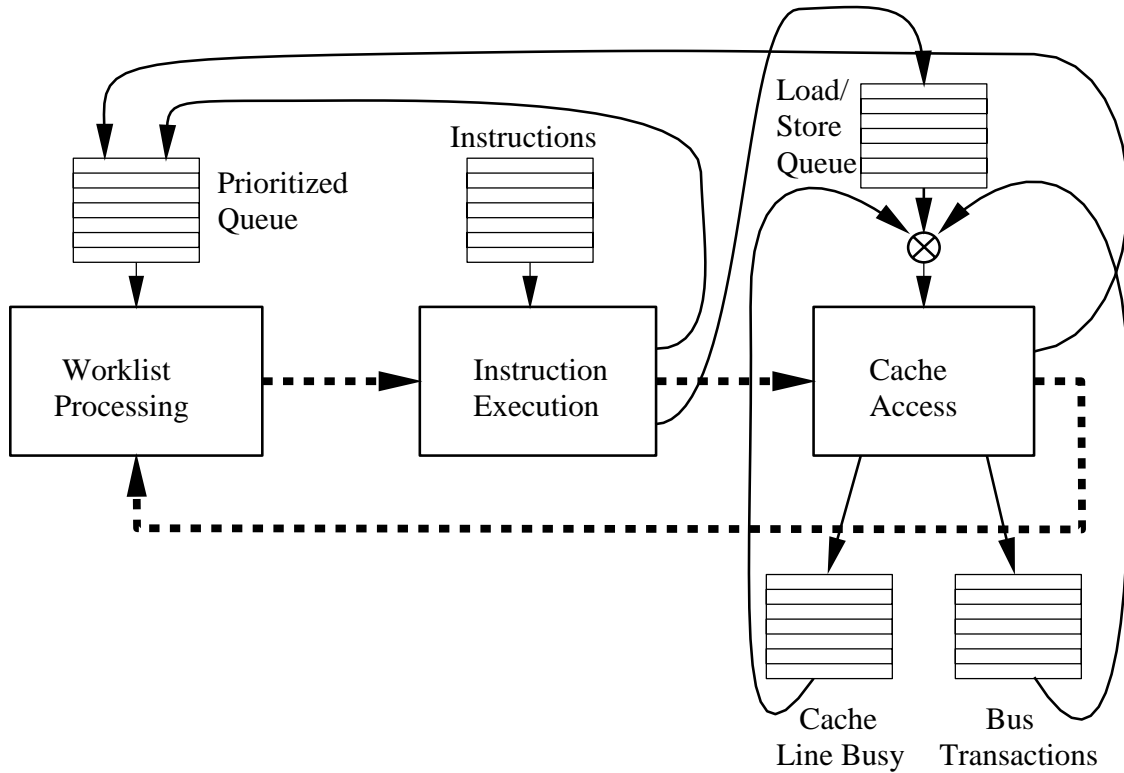 Load/
Store
Queue
Instructions
Prioritized
Queue
Worklist
Processing
Instruction
Execution
Cache
Access
Cache
Line Busy
Bus
Transactions